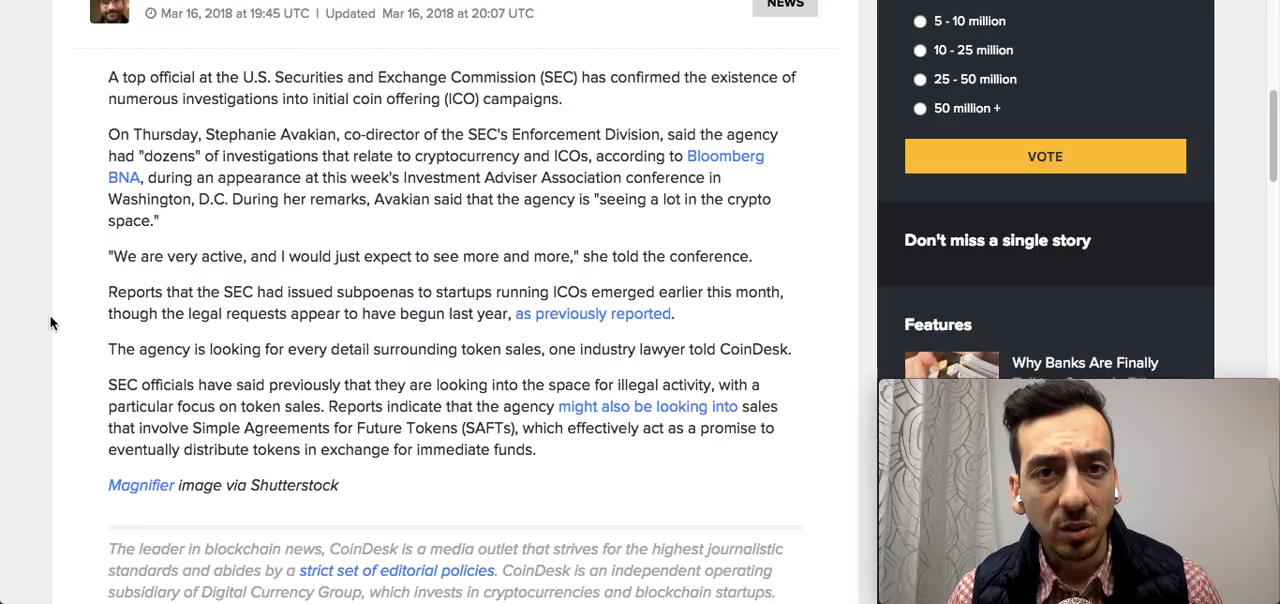 Mar 16, 2018 at 19:45 UTC | Updated Mar 16, 2018 at 20:07 UTC
NEWS
A top official at the U.S. Securities and Exchange Commission (SEC) has confirmed the existence of
numerous investigations into initial coin offering (ICO) campaigns.
On Thursday, Stephanie Avakian, co-director of the SEC's Enforcement Division, said the agency
had "dozens" of investigations that relate to cryptocurrency and ICOs, according to Bloomberg
BNA, during an appearance at this week's Investment Adviser Association conference in
Washington, D.C. During her remarks, Avakian said that the agency is "seeing a lot in the crypto
space."
"We are very active, and I would just expect to see more and more," she told the conference.
Reports that the SEC had issued subpoenas to startups running ICOs emerged earlier this month,
though the legal requests appear to have begun last year, as previously reported.
The agency is looking for every detail surrounding token sales, one industry lawyer told CoinDesk.
SEC officials have said previously that they are looking into the space for illegal activity, with a
particular focus on token sales. Reports indicate that the agency might also be looking into sales
that involve Simple Agreements for Future Tokens (SAFTs), which effectively act as a promise to
eventually distribute tokens in exchange for immediate funds.
Magnifier image via Shutterstock
The leader in blockchain news, CoinDesk is a media outlet that strives for the highest journalistic
standards and abides by a strict set of editorial policies. CoinDesk is an independent operating
subsidiary of Digital Currency Group, which invests in cryptocurrencies and blockchain startups.
5 - 10 million
10 - 25 million
25 - 50 million
50 million +
VOTE
Don't miss a single story
Features
Why Banks Are Finally